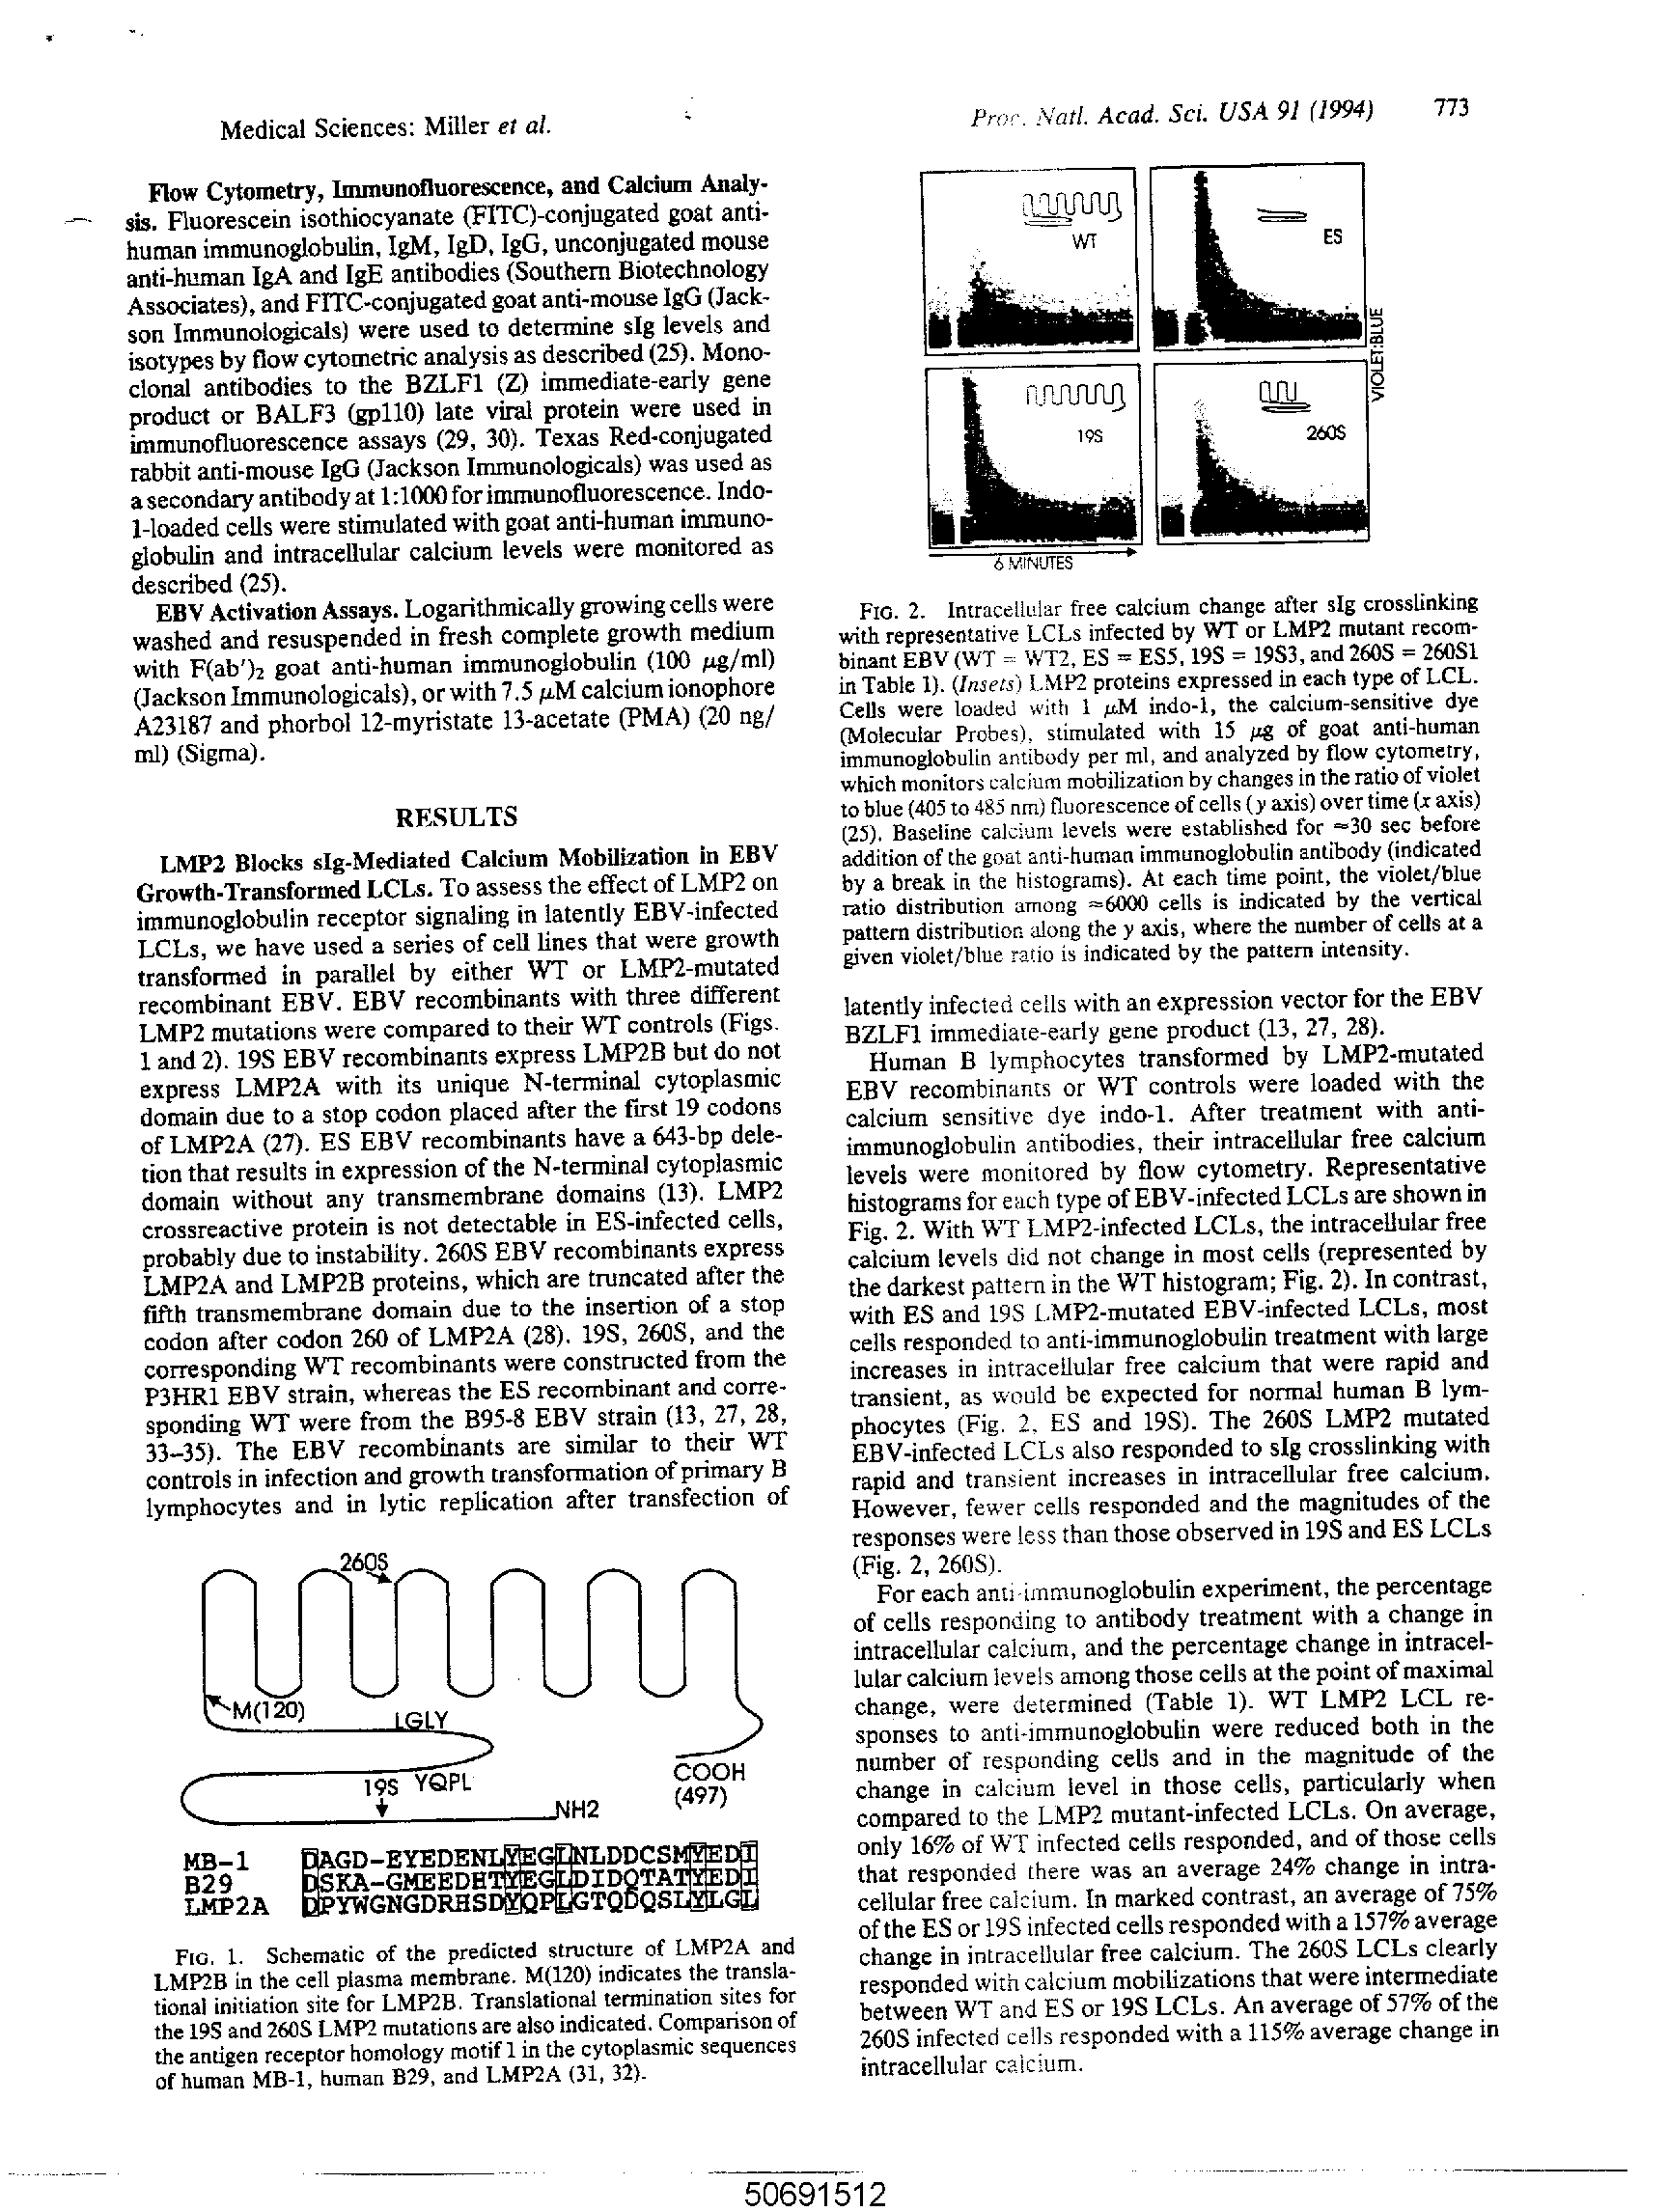 Medical Sciences: Miller et al.
Proc. Natl. Acad. Sci. USA 91 (1994) 773
Flow Cytometry, Immunofluorescence, and Calcium Analy-
sis. Fluorescein isothiocyanate (FITC)-conjugated goat anti-
human immunoglobulin, IgM, IgD, IgG, unconjugated mouse
anti-human IgA and IgE antibodies (Southern Biotechnology
Associates), and FITC-conjugated goat anti-mouse IgG (Jack-
son Immunologicals) were used to determine sIg levels and
isotypes by flow cytometric analysis as described (25). Mono-
clonal antibodies to the BZLF1 (Z) immediate-early gene
product or BALF3 (gp110) late viral protein were used in
immunofluorescence assays (29, 30). Texas Red-conjugated
rabbit anti-mouse IgG (Jackson Immunologicals) was used as
a secondary antibody at 1:1000 for immunofluorescence. Indo-
1-loaded cells were stimulated with goat anti-human immuno-
globulin and intracellular calcium levels were monitored as
described (25).
EBV Activation Assays. Logarithmically growing cells were
washed and resuspended in fresh complete growth medium
with F(ab')2 goat anti-human immunoglobulin (100 μg/ml)
(Jackson Immunologicals), or with 7.5 μM calcium ionophore
A23187 and phorbol 12-myristate 13-acetate (PMA) (20 ng/
ml) (Sigma).
RESULTS
LMP2 Blocks sIg-Mediated Calcium Mobilization in EBV
Growth-Transformed LCLs. To assess the effect of LMP2 on
immunoglobulin receptor signaling in latently EBV-infected
LCLs, we have used a series of cell lines that were growth
transformed in parallel by either WT or LMP2-mutated
recombinant EBV. EBV recombinants with three different
LMP2 mutations were compared to their WT controls (Figs.
1 and 2). 19S EBV recombinants express LMP2B but do not
express LMP2A with its unique N-terminal cytoplasmic
domain due to a stop codon placed after the first 19 codons
of LMP2A (27). ES EBV recombinants have a 643-bp dele-
tion that results in expression of the N-terminal cytoplasmic
domain without any transmembrane domains (13). LMP2
crossreactive protein is not detectable in ES-infected cells,
probably due to instability. 260S EBV recombinants express
LMP2A and LMP2B proteins, which are truncated after the
fifth transmembrane domain due to the insertion of a stop
codon after codon 260 of LMP2A (28). 19S, 260S, and the
corresponding WT recombinants were constructed from the
P3HR1 EBV strain, whereas the ES recombinant and corre-
sponding WT were from the B95-8 EBV strain (13, 27, 28,
33-35). The EBV recombinants are similar to their WT
controls in infection and growth transformation of primary B
lymphocytes and in lytic replication after transfection of
260S
M(120)
LGLY
19S YQPL
NH2
COOH
(497)
MB-1 DAGD-EYEDENLYEGLNLDDCSMYEDI
B29 DSKA-GMEEDHTYEGLDIDQTATYEDI
LMP2A DPYWGNGDRHSDYQPLGTQDQSLYLGL
FIG. 1. Schematic of the predicted structure of LMP2A and
LMP2B in the cell plasma membrane. M(120) indicates the transla-
tional initiation site for LMP2B. Translational termination sites for
the 19S and 260S LMP2 mutations are also indicated. Comparison of
the antigen receptor homology motif 1 in the cytoplasmic sequences
of human MB-1, human B29, and LMP2A (31, 32).
WT
ES
19S
260S
VIOLET:BLUE
6 MINUTES
FIG. 2. Intracellular free calcium change after sIg crosslinking
with representative LCLs infected by WT or LMP2 mutant recom-
binant EBV (WT = WT2, ES = ES5, 19S = 19S3, and 260S = 260S1
in Table 1). (Insets) LMP2 proteins expressed in each type of LCL.
Cells were loaded with 1 μM indo-1, the calcium-sensitive dye
(Molecular Probes), stimulated with 15 μg of goat anti-human
immunoglobulin antibody per ml, and analyzed by flow cytometry,
which monitors calcium mobilization by changes in the ratio of violet
to blue (405 to 485 nm) fluorescence of cells (y axis) over time (x axis)
(25). Baseline calcium levels were established for ≈30 sec before
addition of the goat anti-human immunoglobulin antibody (indicated
by a break in the histograms). At each time point, the violet/blue
ratio distribution among ≈6000 cells is indicated by the vertical
pattern distribution along the y axis, where the number of cells at a
given violet/blue ratio is indicated by the pattern intensity.
latently infected cells with an expression vector for the EBV
BZLF1 immediate-early gene product (13, 27, 28).
Human B lymphocytes transformed by LMP2-mutated
EBV recombinants or WT controls were loaded with the
calcium sensitive dye indo-1. After treatment with anti-
immunoglobulin antibodies, their intracellular free calcium
levels were monitored by flow cytometry. Representative
histograms for each type of EBV-infected LCLs are shown in
Fig. 2. With WT LMP2-infected LCLs, the intracellular free
calcium levels did not change in most cells (represented by
the darkest pattern in the WT histogram; Fig. 2). In contrast,
with ES and 19S LMP2-mutated EBV-infected LCLs, most
cells responded to anti-immunoglobulin treatment with large
increases in intracellular free calcium that were rapid and
transient, as would be expected for normal human B lym-
phocytes (Fig. 2, ES and 19S). The 260S LMP2 mutated
EBV-infected LCLs also responded to sIg crosslinking with
rapid and transient increases in intracellular free calcium.
However, fewer cells responded and the magnitudes of the
responses were less than those observed in 19S and ES LCLs
(Fig. 2, 260S).
For each anti-immunoglobulin experiment, the percentage
of cells responding to antibody treatment with a change in
intracellular calcium, and the percentage change in intracel-
lular calcium levels among those cells at the point of maximal
change, were determined (Table 1). WT LMP2 LCL re-
sponses to anti-immunoglobulin were reduced both in the
number of responding cells and in the magnitude of the
change in calcium level in those cells, particularly when
compared to the LMP2 mutant-infected LCLs. On average,
only 16% of WT infected cells responded, and of those cells
that responded there was an average 24% change in intra-
cellular free calcium. In marked contrast, an average of 75%
of the ES or 19S infected cells responded with a 157% average
change in intracellular free calcium. The 260S LCLs clearly
responded with calcium mobilizations that were intermediate
between WT and ES or 19S LCLs. An average of 57% of the
260S infected cells responded with a 115% average change in
intracellular calcium.
50691512